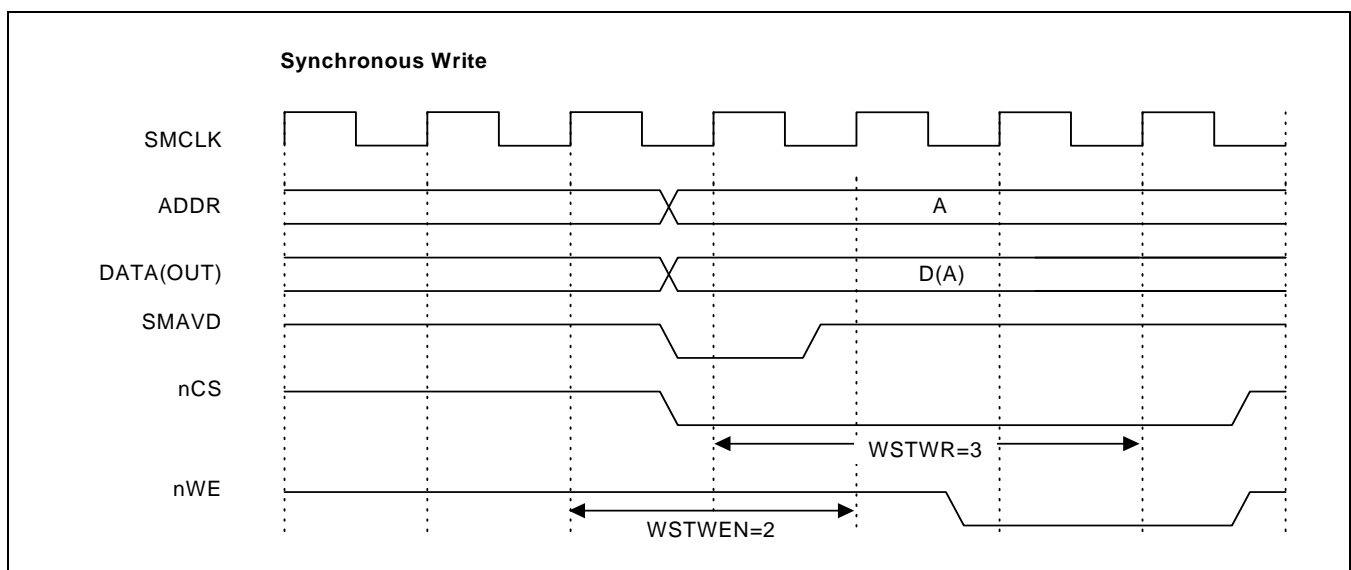 Synchronous Write
SMCLK
ADDR
A
DATA(OUT)
D(A)
SMAVD
nCS
WSTWR=3
nWE
WSTWEN=2